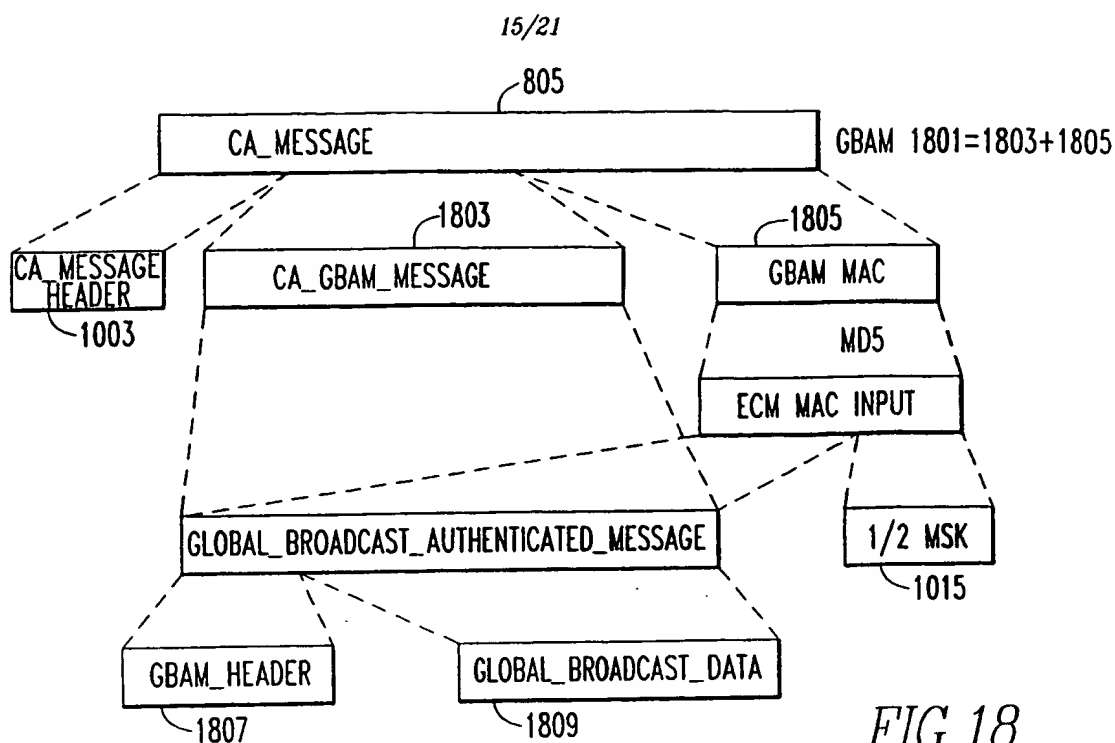 15/21
805
CA_MESSAGE
GBAM 1801=1803+1805
1803
1805
CA_MESSAGE
HEADER
CA_GBAM_MESSAGE
GBAM MAC
1003
MD5
ECM MAC INPUT
GLOBAL_BROADCAST_AUTHENTICATED_MESSAGE
1/2 MSK
1015
GBAM_HEADER
GLOBAL_BROADCAST_DATA
1807
1809
FIG. 18